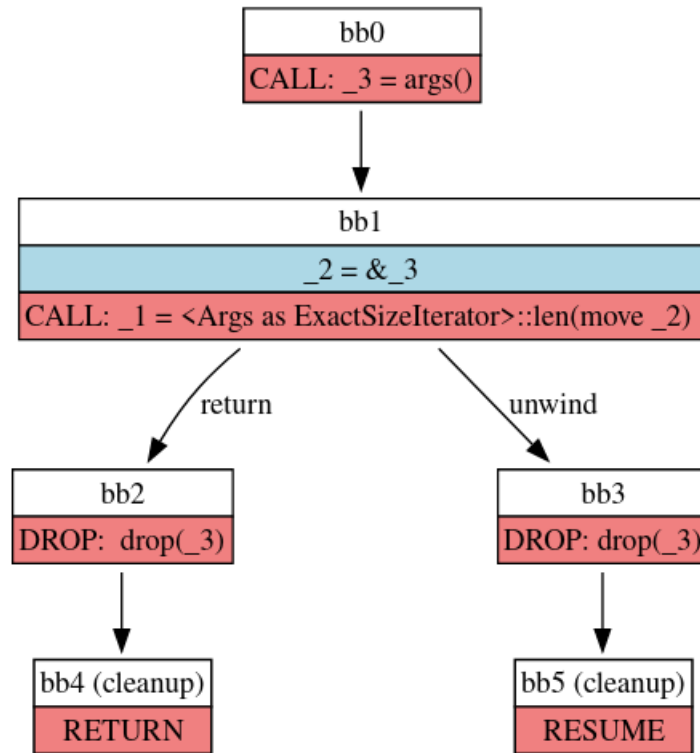 bb0
CALL: _3 = args()
bb1
_2 = &_3
CALL: _1 = <Args as ExactSizeIterator>::len(move _2)
return
unwind
bb2
DROP:  drop(_3)
bb3
DROP: drop(_3)
bb4 (cleanup)
RETURN
bb5 (cleanup)
RESUME